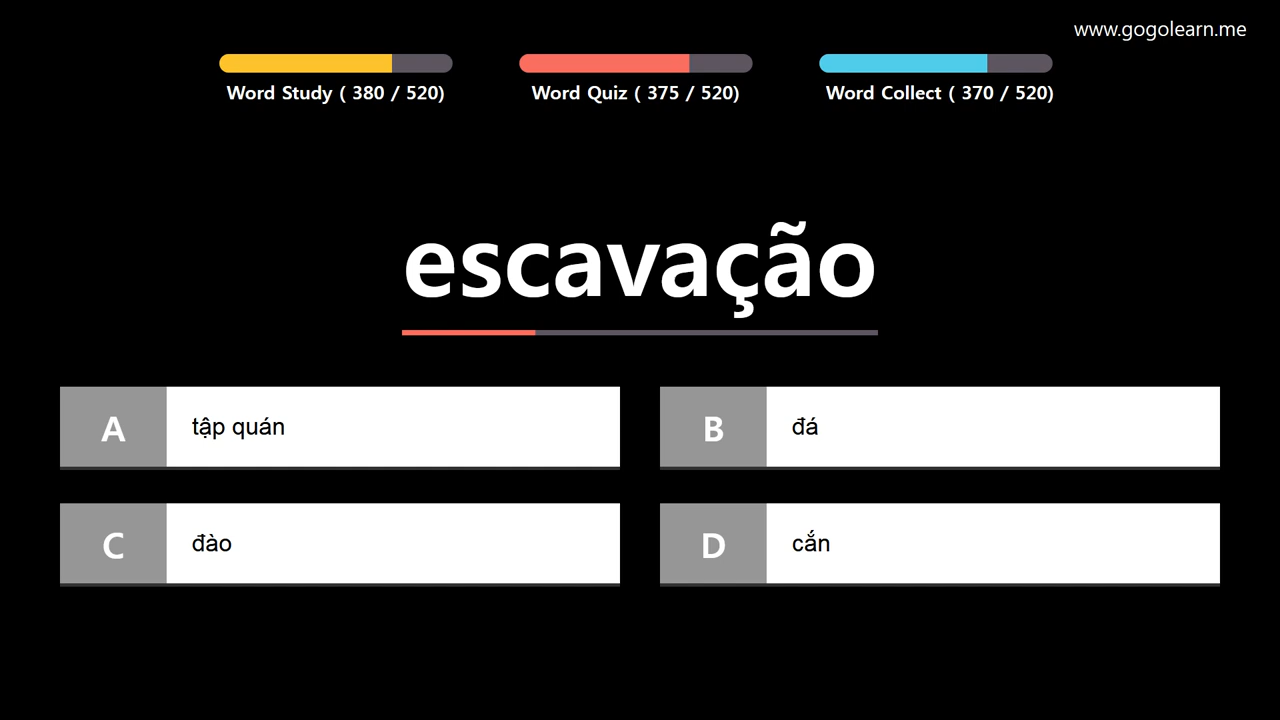 www.gogolearn.me
Word Study ( 380 / 520)
Word Quiz ( 375 / 520)
Word Collect ( 370 / 520)
escavação
A tập quán
B đá
C đào
D cắn